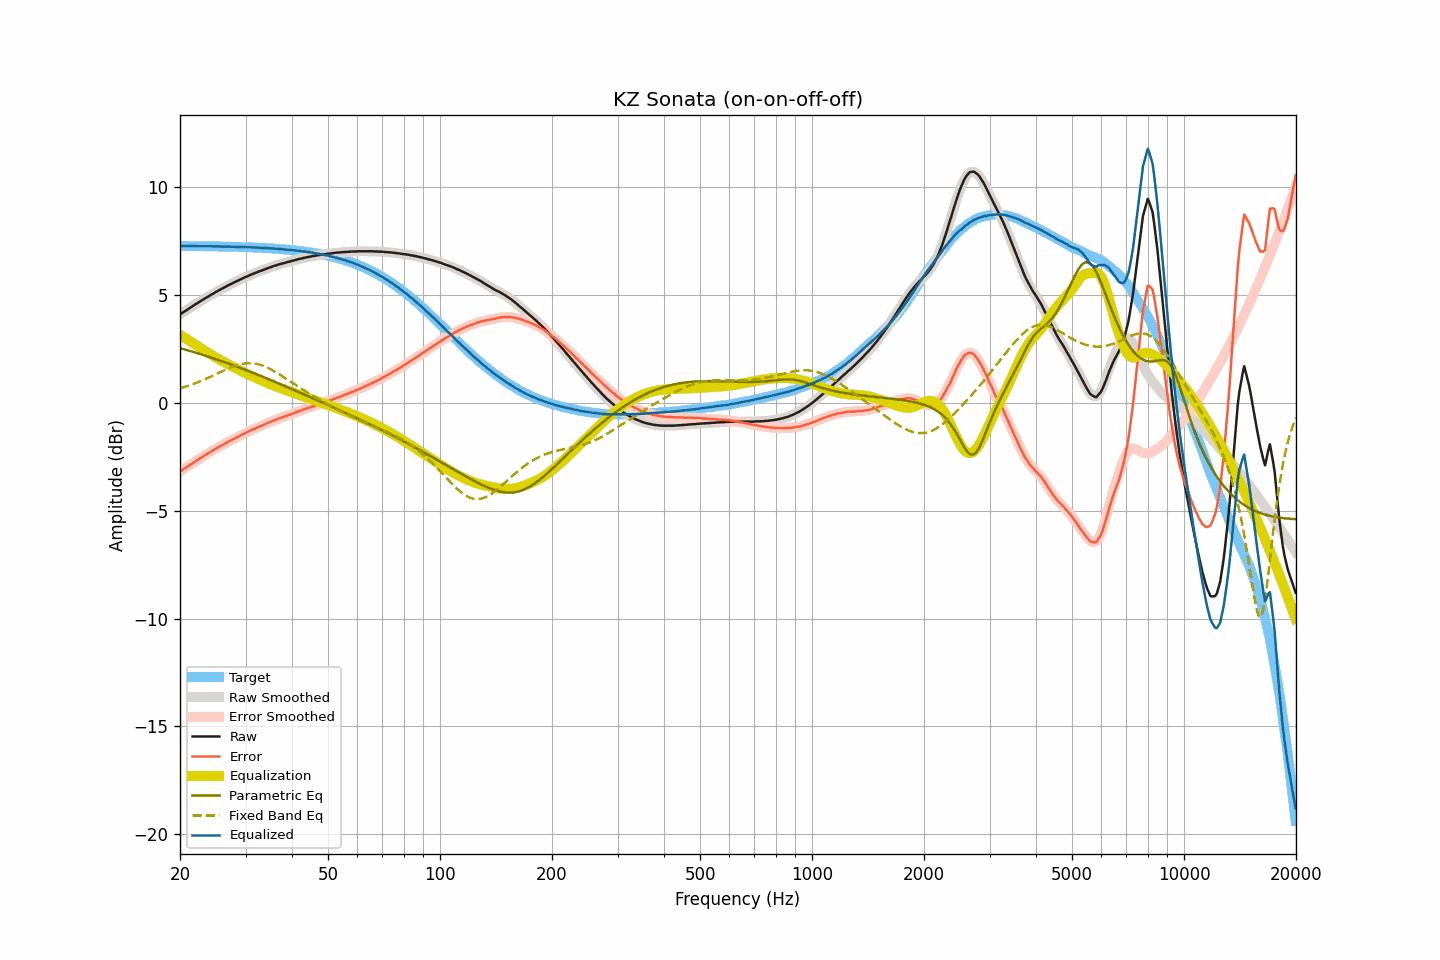 KZ Sonata (on-on-off-off)
Amplitude (dBr)
10
5
0
−5
−10
−15
−20
Target
Raw Smoothed
Error Smoothed
Raw
Error
Equalization
Parametric Eq
Fixed Band Eq
Equalized
20 50 100 200 500 1000 2000 5000 10000 20000
Frequency (Hz)